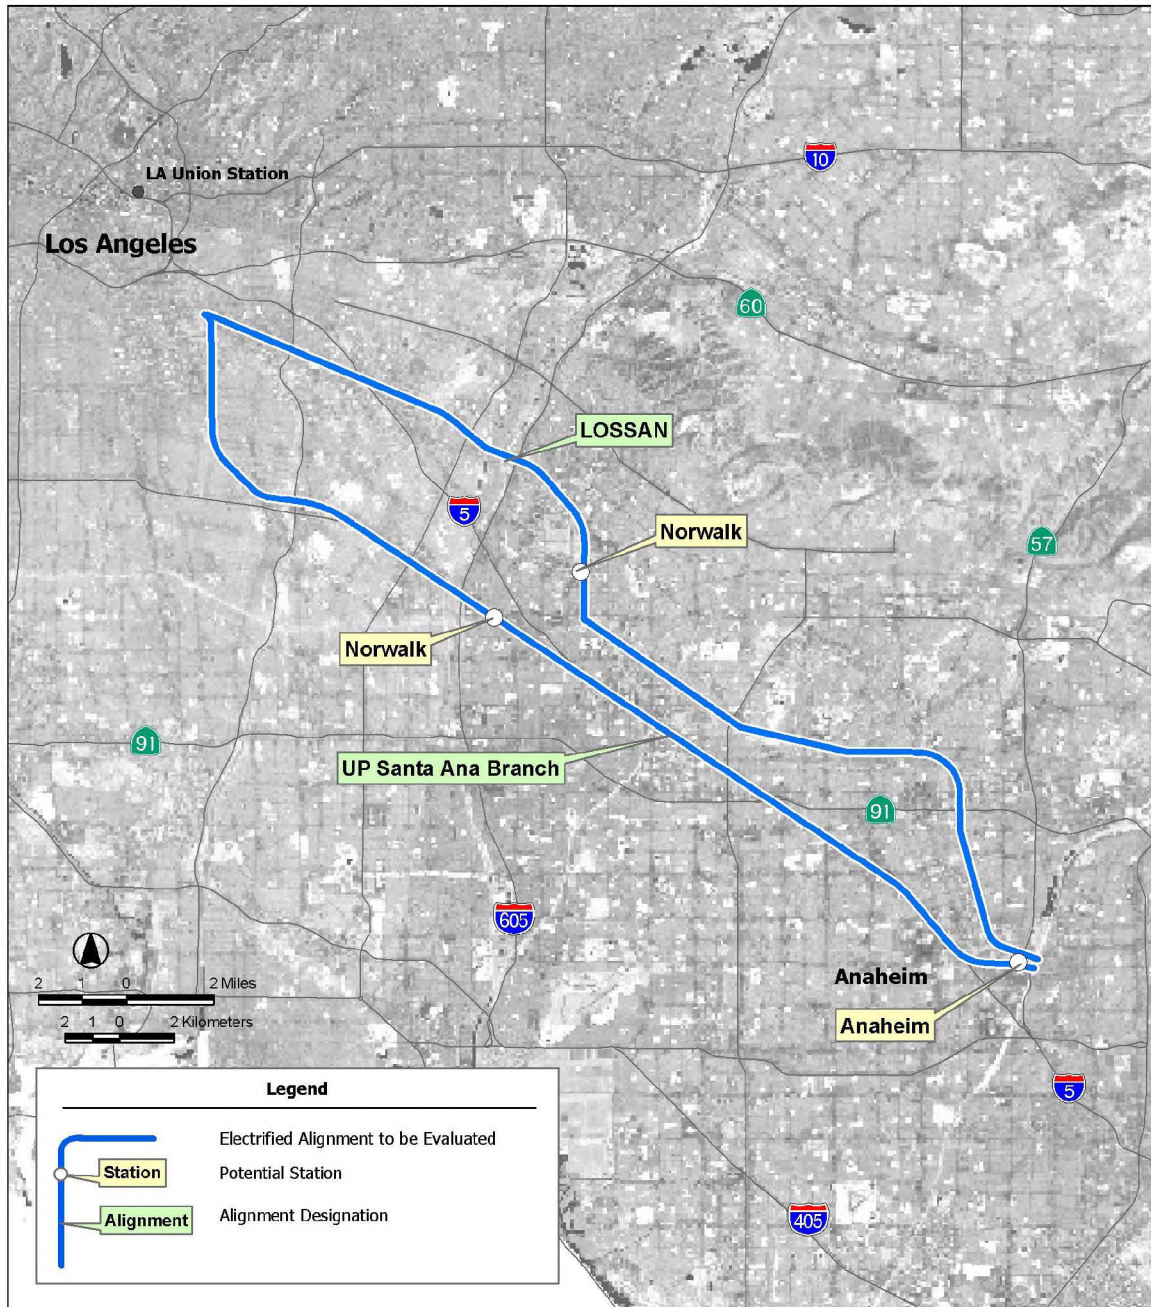 10
LA Union Station
Los Angeles
60
LOSSAN
5
Norwalk
57
Norwalk
91
UP Santa Ana Branch
91
605
2 1 0 2 Miles
2 1 0 2 Kilometers
Anaheim
Anaheim
5
Legend
Electrified Alignment to be Evaluated
Station Potential Station
Alignment Alignment Designation
405